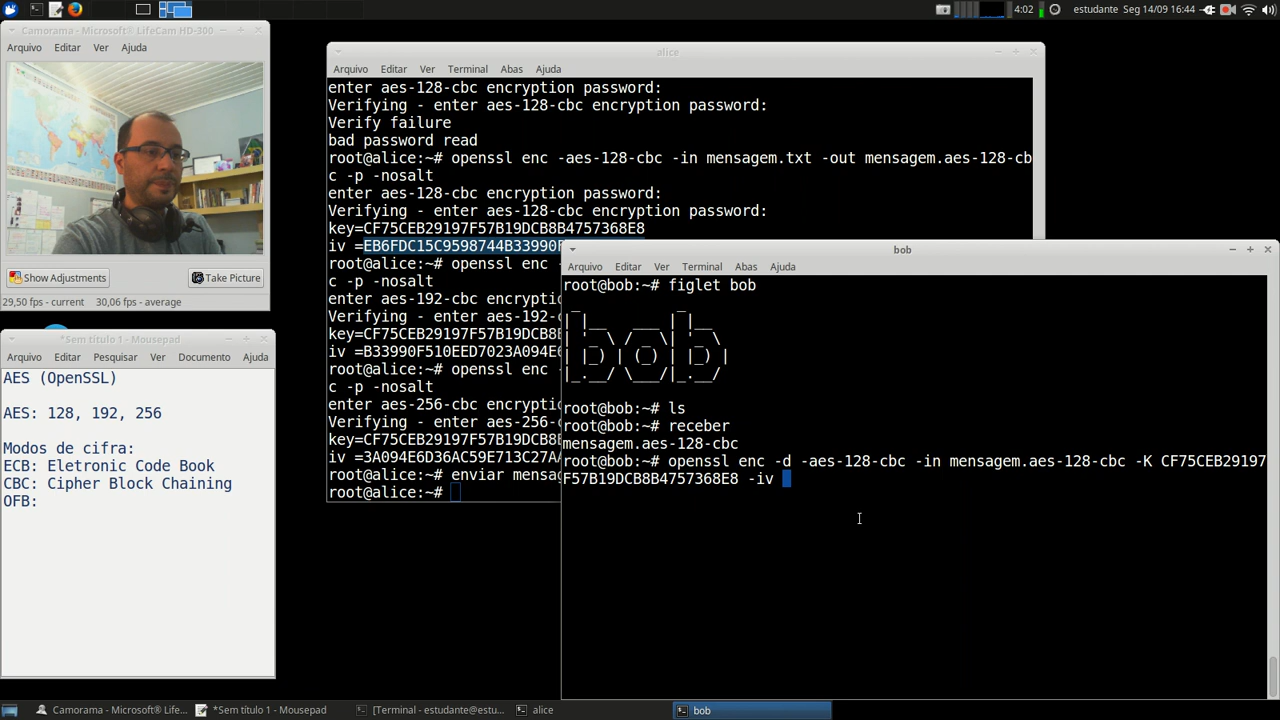 4:02
estudante Seg 14/09 16:44
Camorama - Microsoft® LifeCam HD-300
Arquivo Editar Ver Ajuda
Show Adjustments
Take Picture
29,50 fps - current 30,06 fps - average
*Sem título 1 - Mousepad
Arquivo Editar Pesquisar Ver Documento Ajuda
AES (OpenSSL)
AES: 128, 192, 256
Modos de cifra:
ECB: Eletronic Code Book
CBC: Cipher Block Chaining
OFB:
alice
Arquivo Editar Ver Terminal Abas Ajuda
enter aes-128-cbc encryption password:
Verifying - enter aes-128-cbc encryption password:
Verify failure
bad password read
root@alice:~# openssl enc -aes-128-cbc -in mensagem.txt -out mensagem.aes-128-cb
c -p -nosalt
enter aes-128-cbc encryption password:
Verifying - enter aes-128-cbc encryption password:
key=CF75CEB29197F57B19DCB8B4757368E8
iv =EB6FDC15C9598744B33990F
root@alice:~# openssl enc -
c -p -nosalt
enter aes-192-cbc encryptio
Verifying - enter aes-192-c
key=CF75CEB29197F57B19DCB8B
iv =B33990F510EED7023A094E6
root@alice:~# openssl enc -
c -p -nosalt
enter aes-256-cbc encryptio
Verifying - enter aes-256-c
key=CF75CEB29197F57B19DCB8B
iv =3A094E6D36AC59E713C27AA
root@alice:~# enviar mensag
root@alice:~#
bob
Arquivo Editar Ver Terminal Abas Ajuda
root@bob:~# figlet bob
bob
root@bob:~# ls
root@bob:~# receber
mensagem.aes-128-cbc
root@bob:~# openssl enc -d -aes-128-cbc -in mensagem.aes-128-cbc -K CF75CEB29197
F57B19DCB8B4757368E8 -iv
Camorama - Microsoft® Life...
*Sem título 1 - Mousepad
[Terminal - estudante@estu...
alice
bob